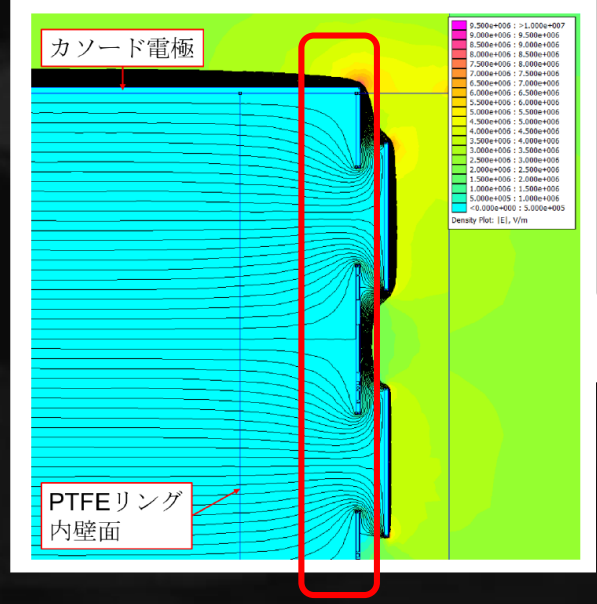 カソード電極
9.500e+006 : >1.000e+007
9.000e+006 : 9.500e+006
8.500e+006 : 9.000e+006
8.000e+006 : 8.500e+006
7.500e+006 : 8.000e+006
7.000e+006 : 7.500e+006
6.500e+006 : 7.000e+006
6.000e+006 : 6.500e+006
5.500e+006 : 6.000e+006
5.000e+006 : 5.500e+006
4.500e+006 : 5.000e+006
4.000e+006 : 4.500e+006
3.500e+006 : 4.000e+006
3.000e+006 : 3.500e+006
2.500e+006 : 3.000e+006
2.000e+006 : 2.500e+006
1.500e+006 : 2.000e+006
1.000e+006 : 1.500e+006
5.000e+005 : 1.000e+006
<0.000e+000 : 5.000e+005
Density Plot: |E|, V/m
PTFEリング
内壁面